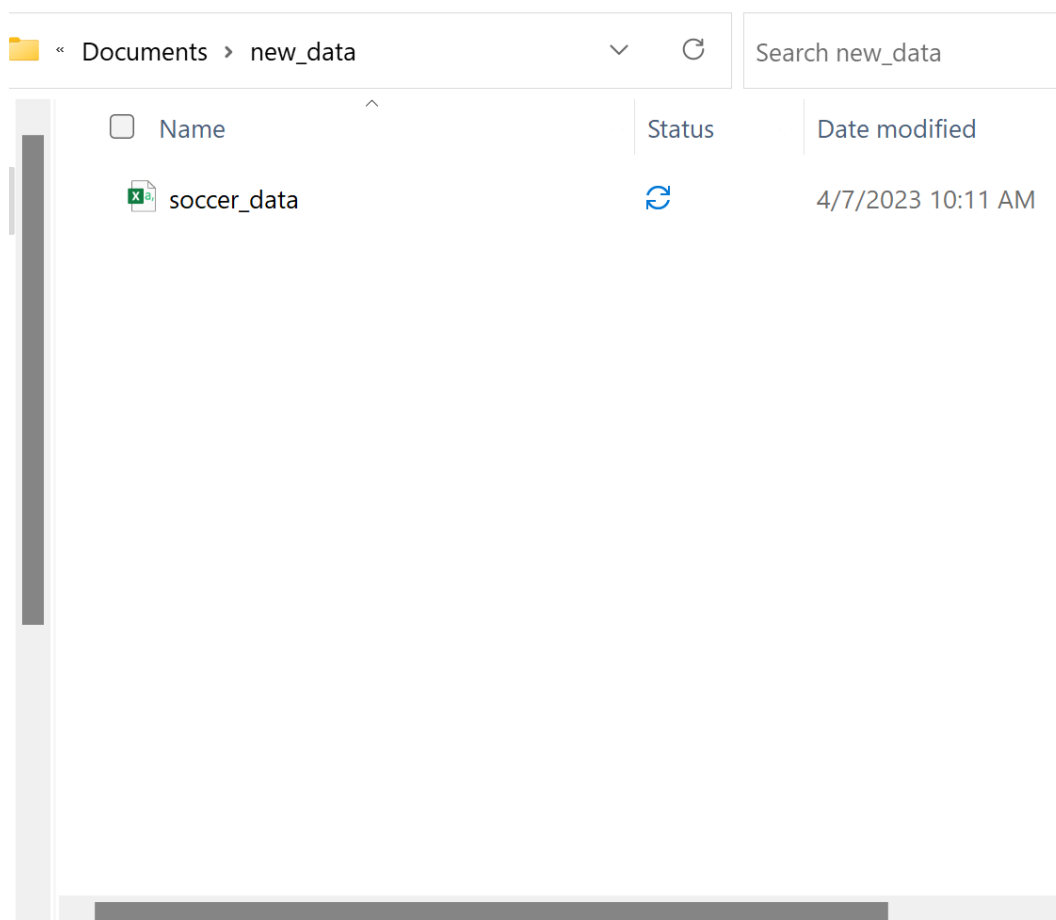 « Documents > new_data
Search new_data
Name Status Date modified
soccer_data 4/7/2023 10:11 AM